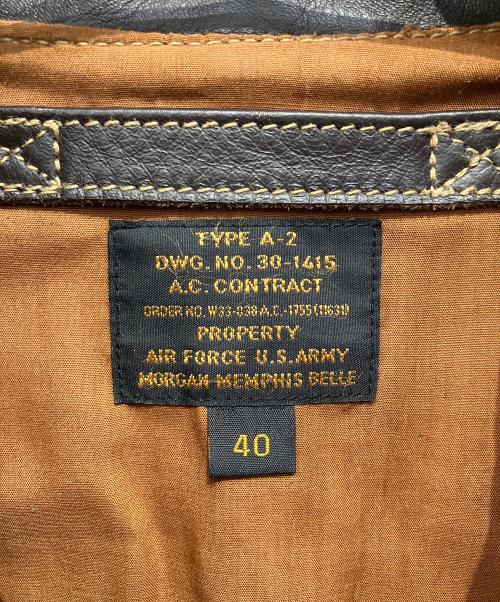 TYPE A-2
DWG. NO. 30-1415
A.C. CONTRACT
ORDER NO. W33-038 A.C.-1755 (11631)
PROPERTY
AIR FORCE U.S. ARMY
MORGAN MEMPHIS BELLE
40